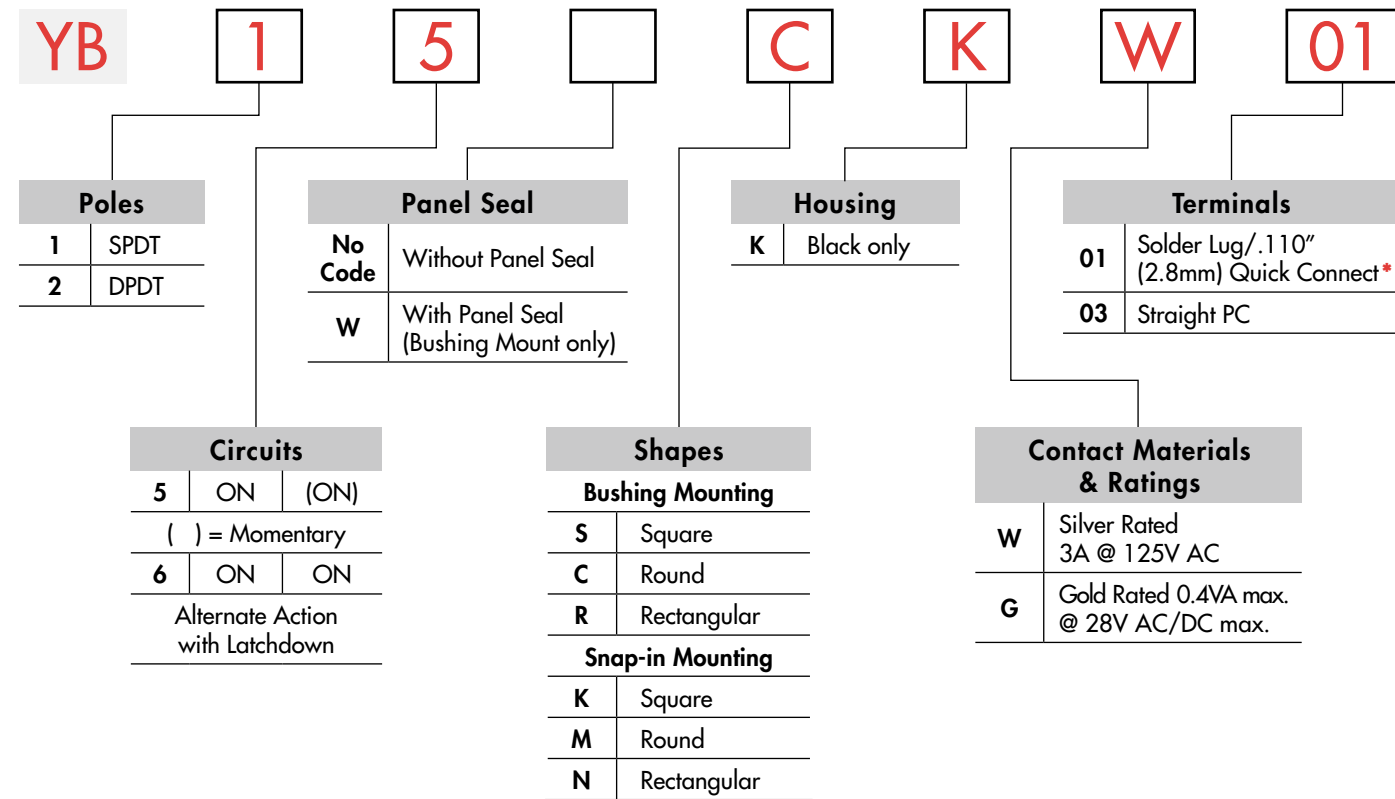 YB 1 5 C K W 01
Poles
1 SPDT
2 DPDT
Panel Seal
No Code Without Panel Seal
W With Panel Seal
(Bushing Mount only)
Housing
K Black only
Terminals
01 Solder Lug/.110″
(2.8mm) Quick Connect*
03 Straight PC
Circuits
5 ON (ON)
( ) = Momentary
6 ON ON
Alternate Action
with Latchdown
Shapes
Bushing Mounting
S Square
C Round
R Rectangular
Snap-in Mounting
K Square
M Round
N Rectangular
Contact Materials
& Ratings
W Silver Rated
3A @ 125V AC
G Gold Rated 0.4VA max.
@ 28V AC/DC max.